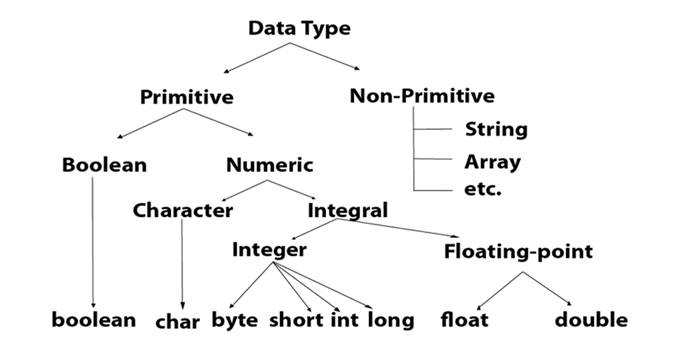 Data Type
Primitive
Non-Primitive
String
Array
etc.
Boolean
Numeric
Character
Integral
Integer
Floating-point
boolean
char
byte
short
int
long
float
double